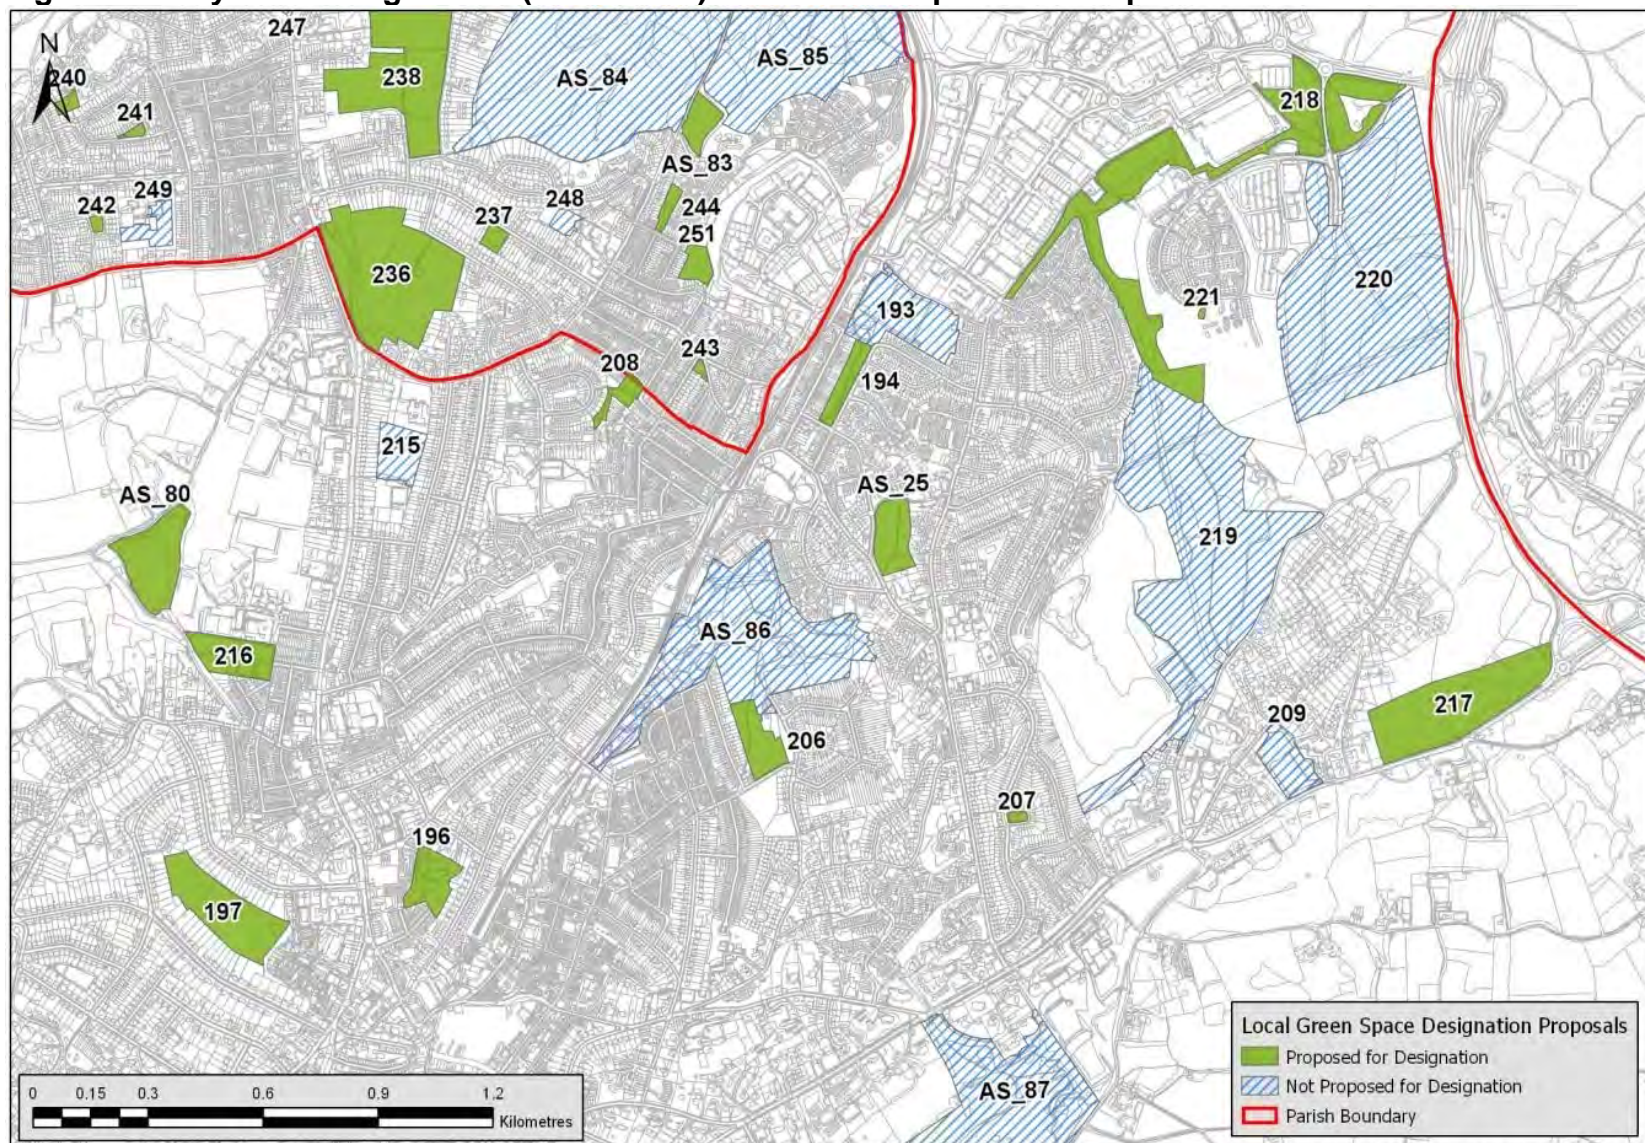 N
247
240
238
AS_84
AS_85
241
218
AS_83
249
248
242
237
244
251
236
220
221
193
208
243
194
215
AS_80
AS_25
219
AS_86
216
217
209
206
207
196
197
AS_87
Local Green Space Designation Proposals
Proposed for Designation
Not Proposed for Designation
Parish Boundary
0 0.15 0.3 0.6 0.9 1.2
Kilometres